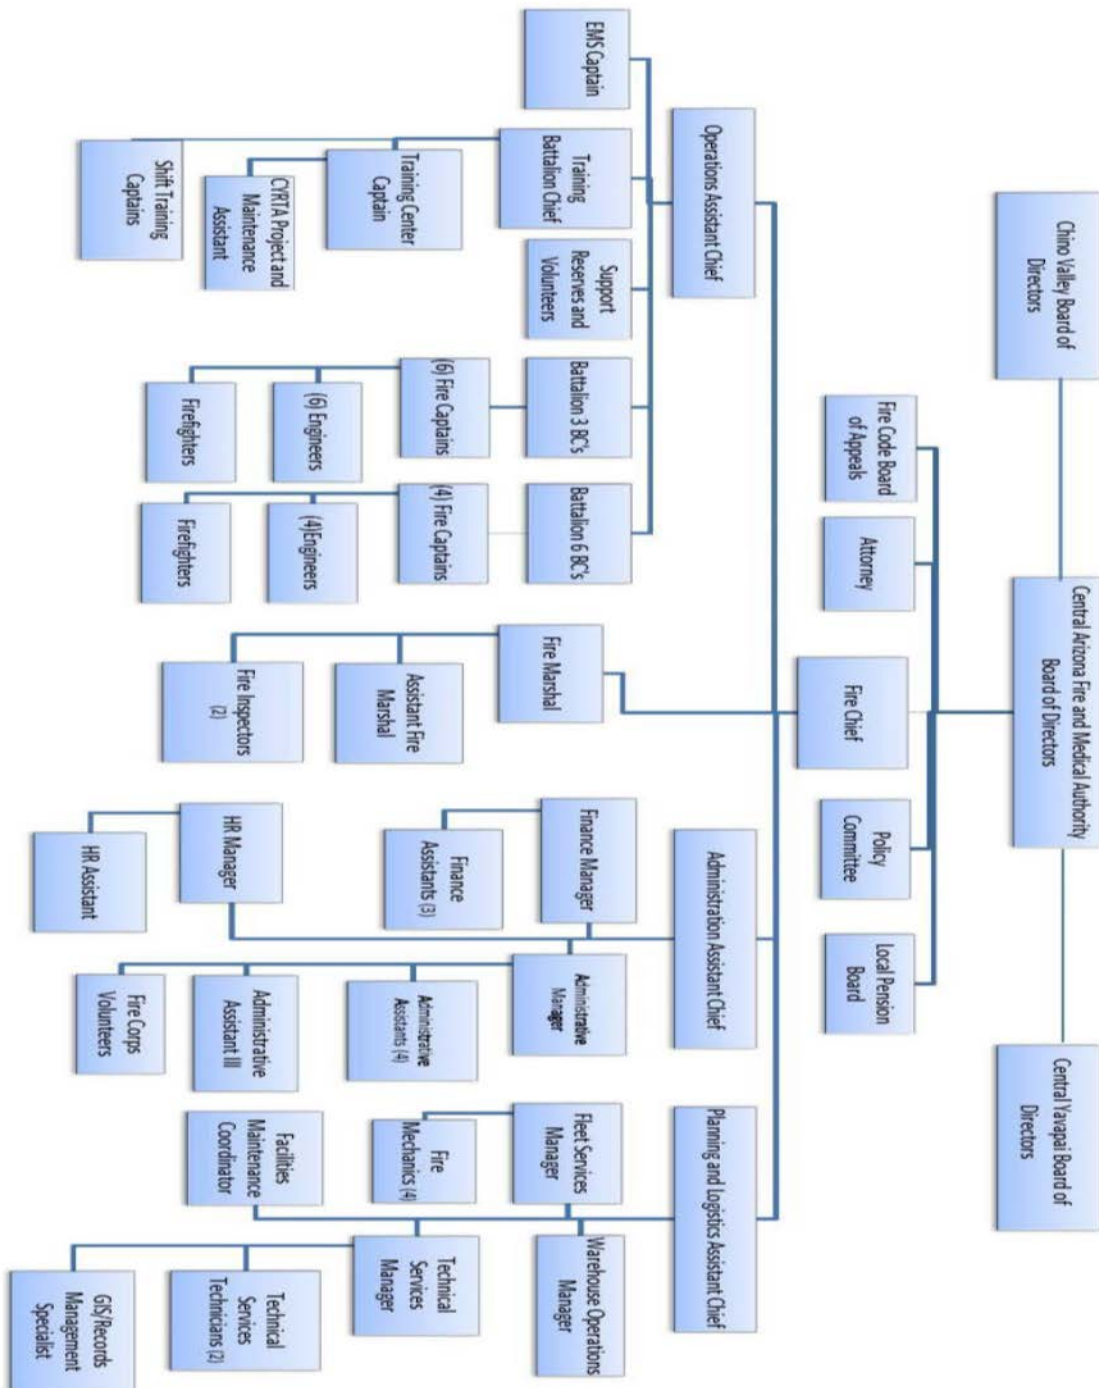 Chino Valley Board of
Directors
Central Arizona Fire and Medical Authority
Board of Directors
Central Yavapai Board of
Directors
Fire Code Board
of Appeals
Attorney
Fire Chief
Policy
Committee
Local Pension
Board
Operations Assistant Chief
EMS Captain
Training
Battalion Chief
Training Center
Captain
CYRTA Project and
Maintenance
Assistant
Shift Training
Captains
Support
Reserves and
Volunteers
Battalion 3 BC's
(6) Fire Captains
(6) Engineers
Firefighters
Battalion 6 BC's
(4) Fire Captains
(4)Engineers
Firefighters
Fire Marshal
Assistant Fire
Marshal
Fire Inspectors
(2)
Administration Assistant Chief
Finance Manager
Finance
Assistants (3)
HR Manager
HR Assistant
Administrative
Manager
Administrative
Assistants (4)
Administrative
Assistant III
Fire Corps
Volunteers
Planning and Logistics Assistant Chief
Fleet Services
Manager
Fire
Mechanics (4)
Facilities
Maintenance
Coordinator
Warehouse Operations
Manager
Technical
Services
Manager
Technical
Services
Technicians (2)
GIS/Records
Management
Specialist